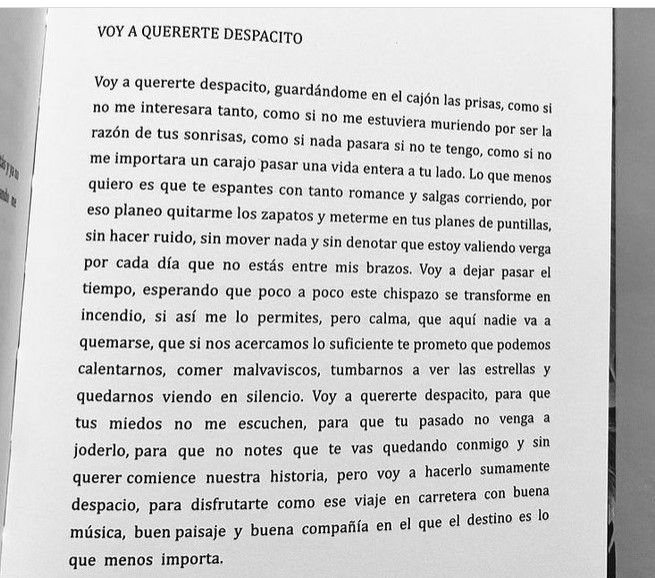 VOY A QUERERTE DESPACITO
Voy a quererte despacito, guardándome en el cajón las prisas, como si
no me interesara tanto, como si no me estuviera muriendo por ser la
razón de tus sonrisas, como si nada pasara si no te tengo, como si no
me importara un carajo pasar una vida entera a tu lado. Lo que menos
quiero es que te espantes con tanto romance y salgas corriendo, por
eso planeo quitarme los zapatos y meterme en tus planes de puntillas,
sin hacer ruido, sin mover nada y sin denotar que estoy valiendo verga
por cada día que no estás entre mis brazos. Voy a dejar pasar el
tiempo, esperando que poco a poco este chispazo se transforme en
incendio, si así me lo permites, pero calma, que aquí nadie va a
quemarse, que si nos acercamos lo suficiente te prometo que podemos
calentarnos, comer malvaviscos, tumbarnos a ver las estrellas y
quedarnos viendo en silencio. Voy a quererte despacito, para que
tus miedos no me escuchen, para que tu pasado no venga a
joderlo, para que no notes que te vas quedando conmigo y sin
querer comience nuestra historia, pero voy a hacerlo sumamente
despacio, para disfrutarte como ese viaje en carretera con buena
música, buen paisaje y buena compañía en el que el destino es lo
que menos importa.